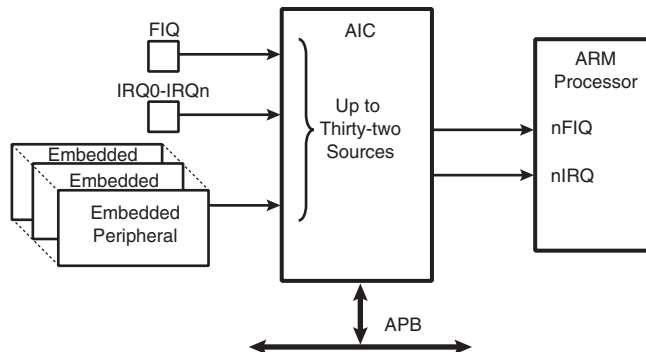 FIQ
IRQ0-IRQn
Embedded
Embedded
Embedded
Peripheral
AIC
Up to
Thirty-two
Sources
ARM
Processor
nFIQ
nIRQ
APB